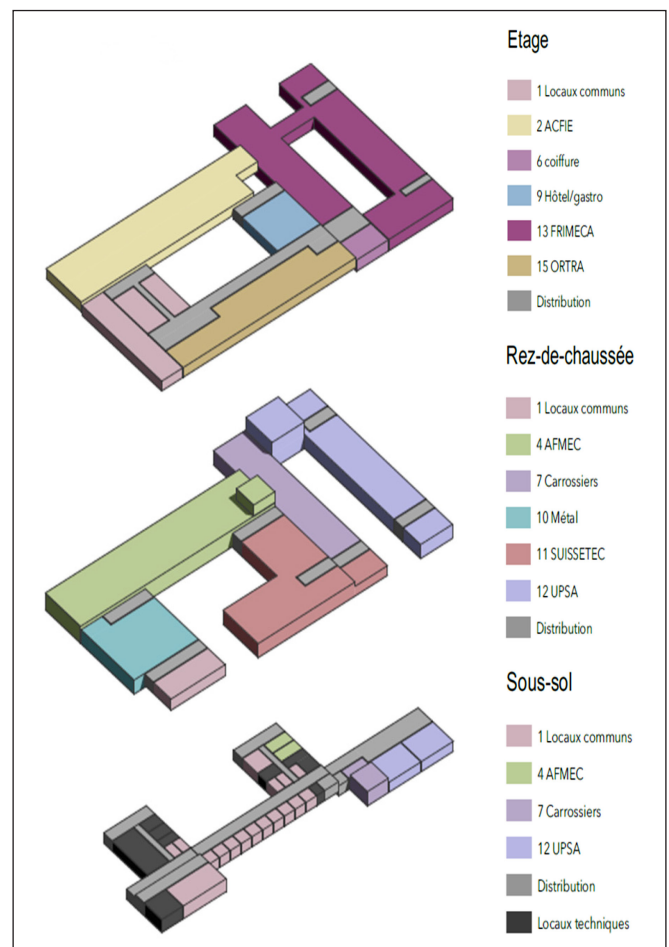 Etage
1 Locaux communs
2 ACFIE
6 coiffure
9 Hôtel/gastro
13 FRIMECA
15 ORTRA
Distribution
Rez-de-chaussée
1 Locaux communs
4 AFMEC
7 Carrossiers
10 Métal
11 SUISSETEC
12 UPSA
Distribution
Sous-sol
1 Locaux communs
4 AFMEC
7 Carrossiers
12 UPSA
Distribution
Locaux techniques